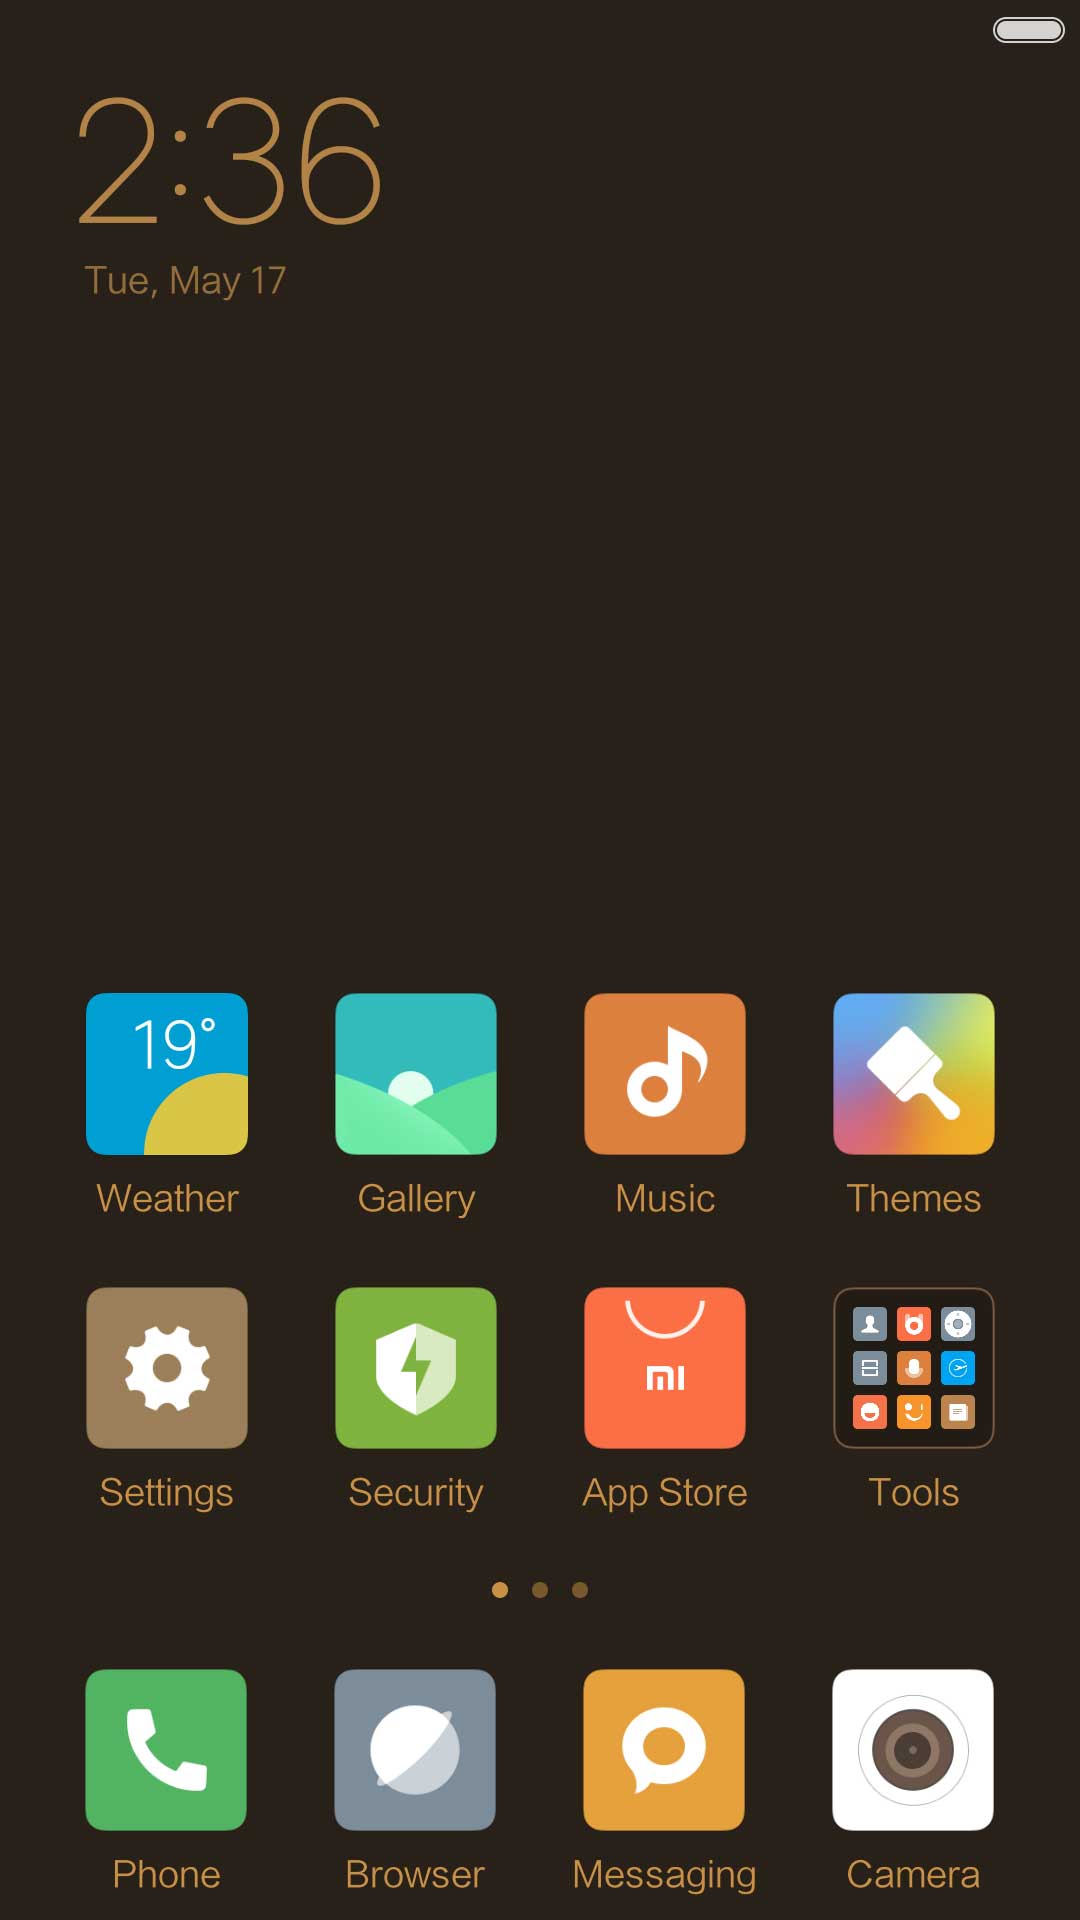 2:36
Tue, May 17
19°
Weather Gallery Music Themes
mi
Settings Security App Store Tools
Phone Browser Messaging Camera